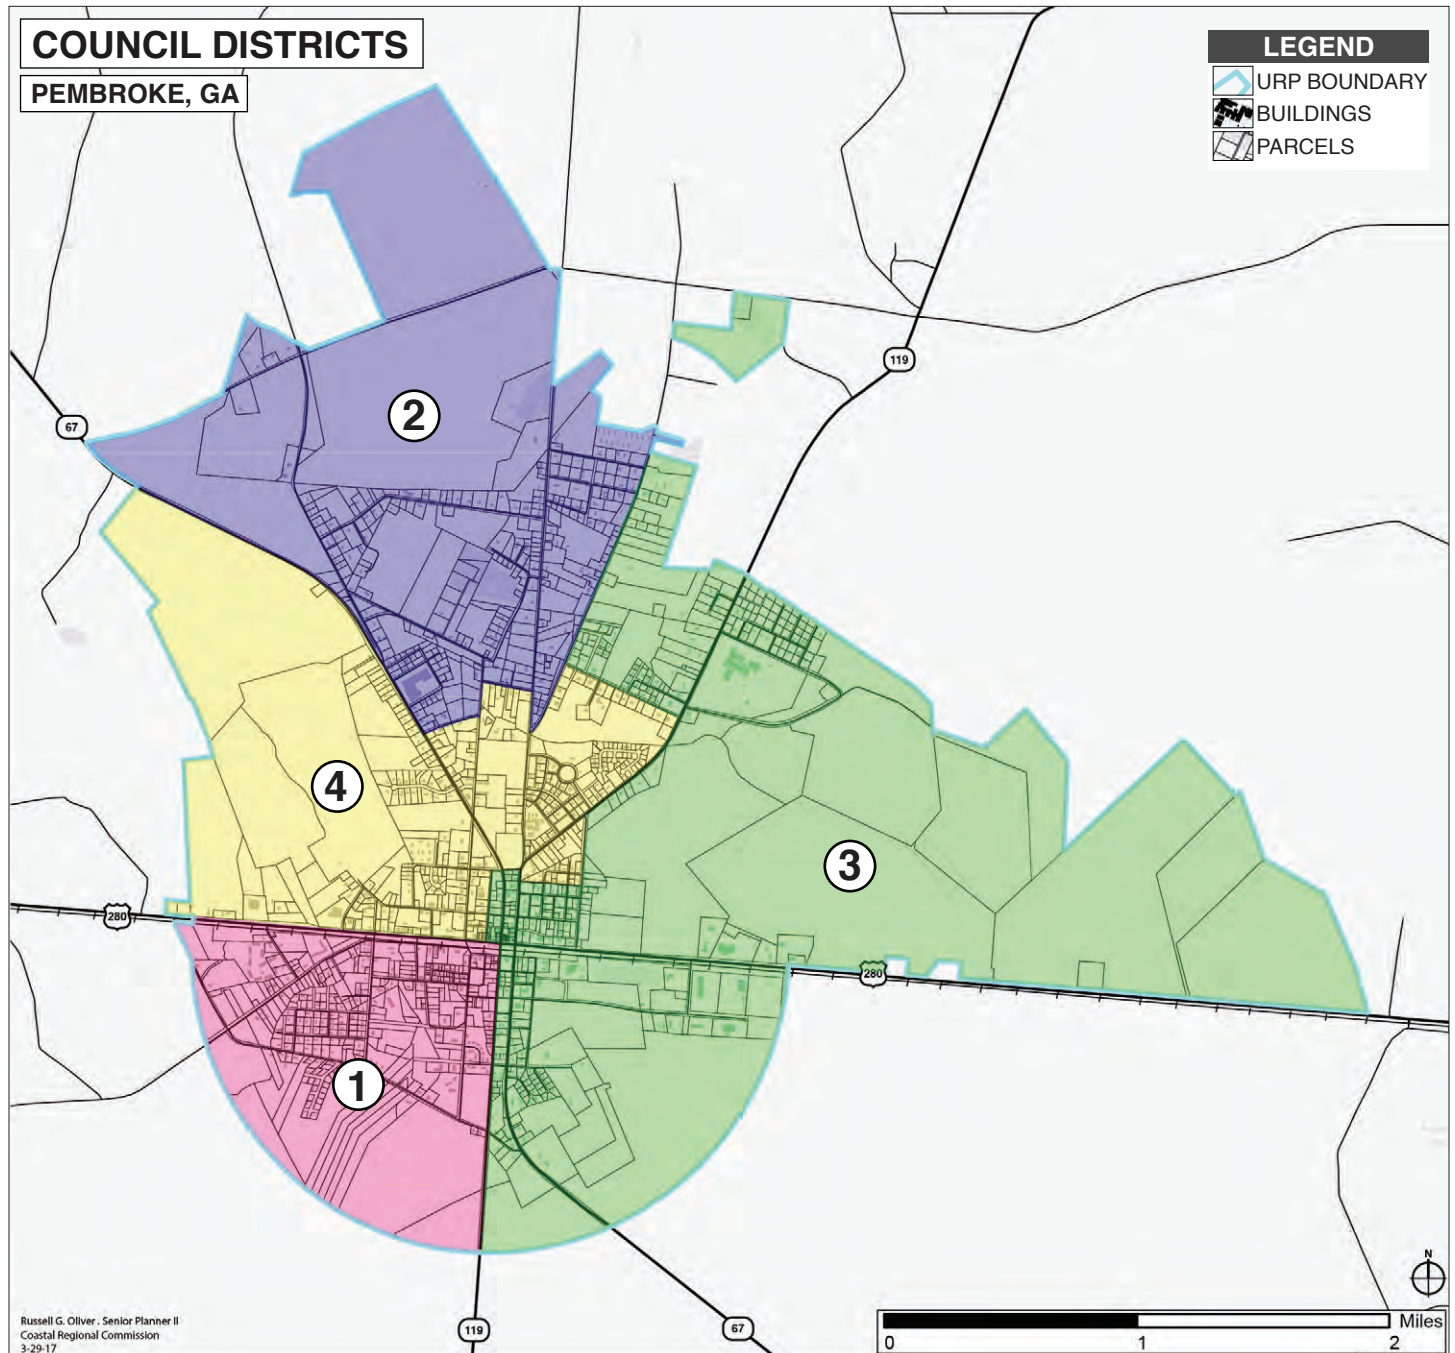 COUNCIL DISTRICTS
PEMBROKE, GA
LEGEND
URP BOUNDARY
BUILDINGS
PARCELS
119
67
2
4
3
280
280
1
N
Russell G. Oliver . Senior Planner II
Coastal Regional Commission
3-29-17
119
67
Miles
0
1
2